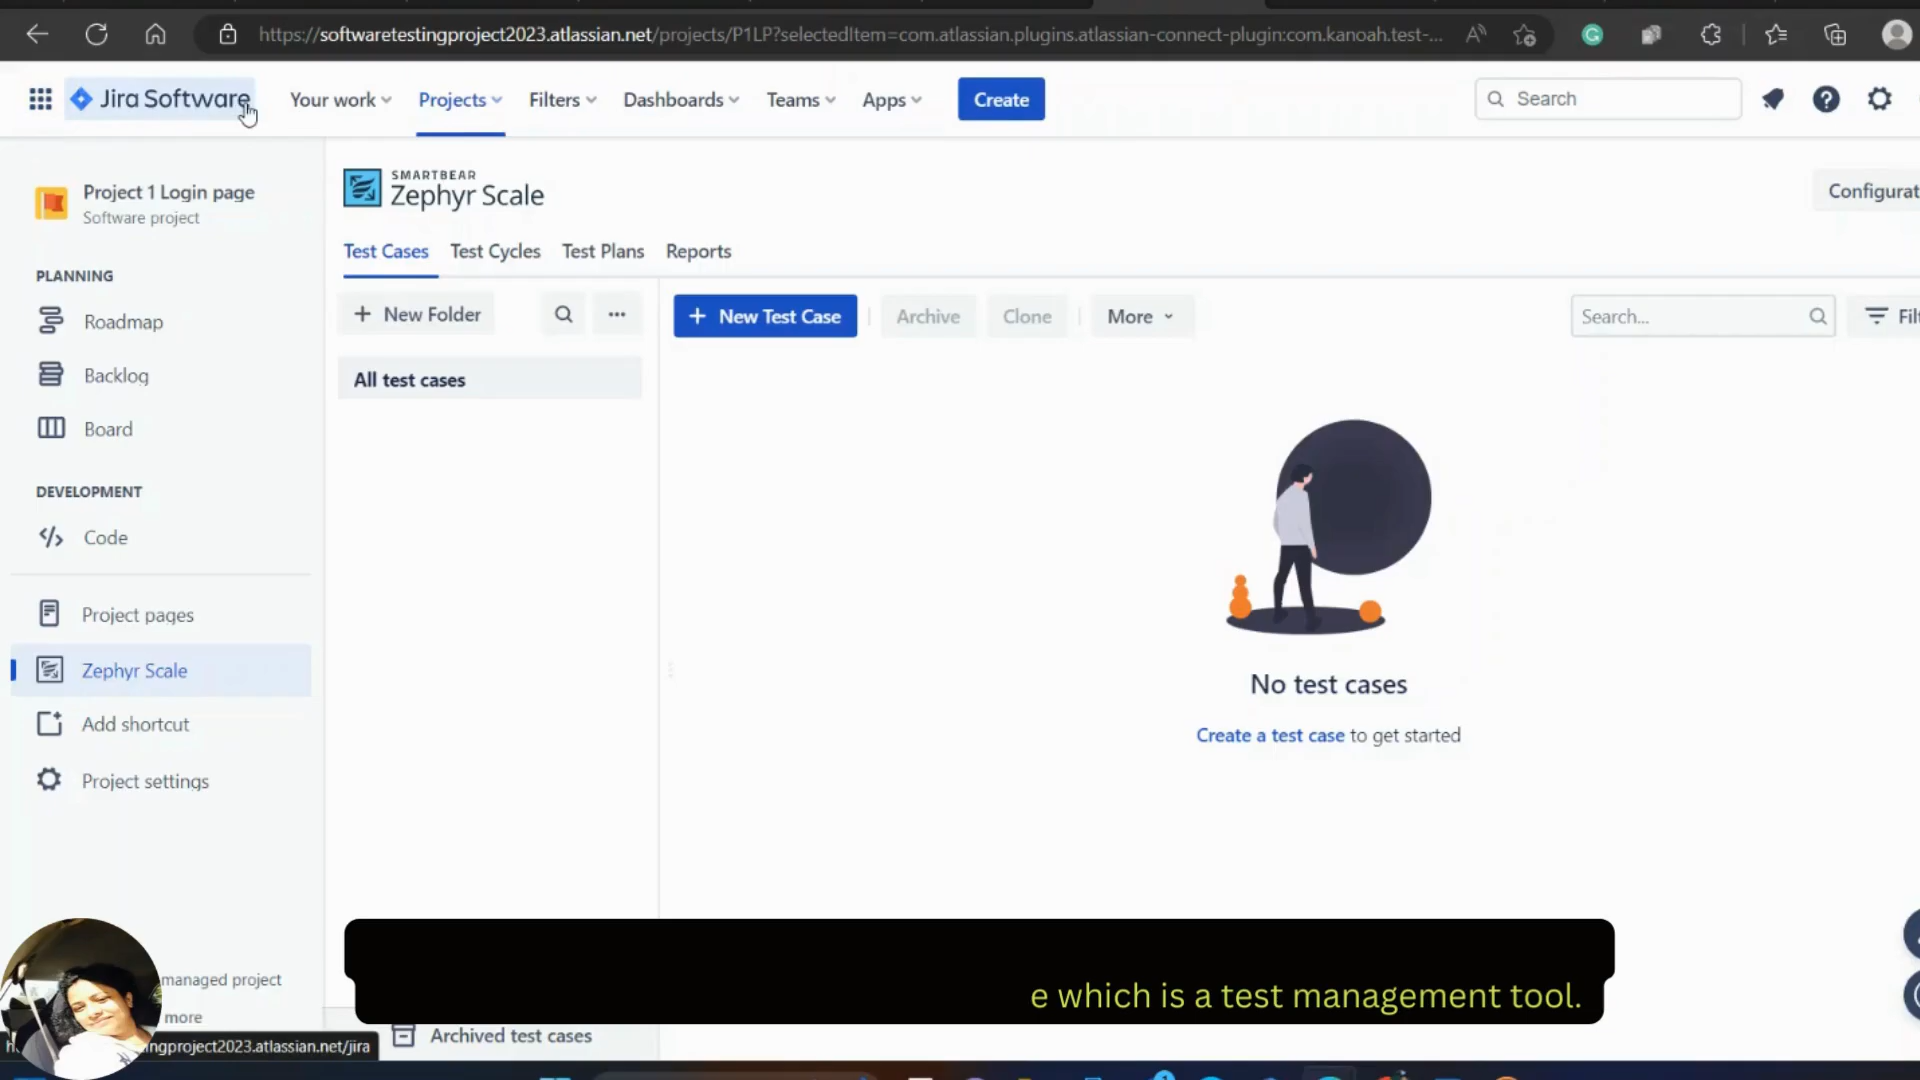 https://softwaretestingproject2023.atlassian.net/projects/P1LP?selectedItem=com.atlassian.plugins.atlassian-connect-plugin:com.kanoah.test-...
Jira Software
Your work
Projects
Filters
Dashboards
Teams
Apps
Create
Search
Project 1 Login page
Software project
PLANNING
Roadmap
Backlog
Board
DEVELOPMENT
Code
Project pages
Zephyr Scale
Add shortcut
Project settings
managed project
more
ingproject2023.atlassian.net/jira
SMARTBEAR
Zephyr Scale
Configurat
Test Cases
Test Cycles
Test Plans
Reports
+ New Folder
...
+ New Test Case
Archive
Clone
More
Search...
Filt
All test cases
No test cases
Create a test case to get started
e which is a test management tool.
Archived test cases